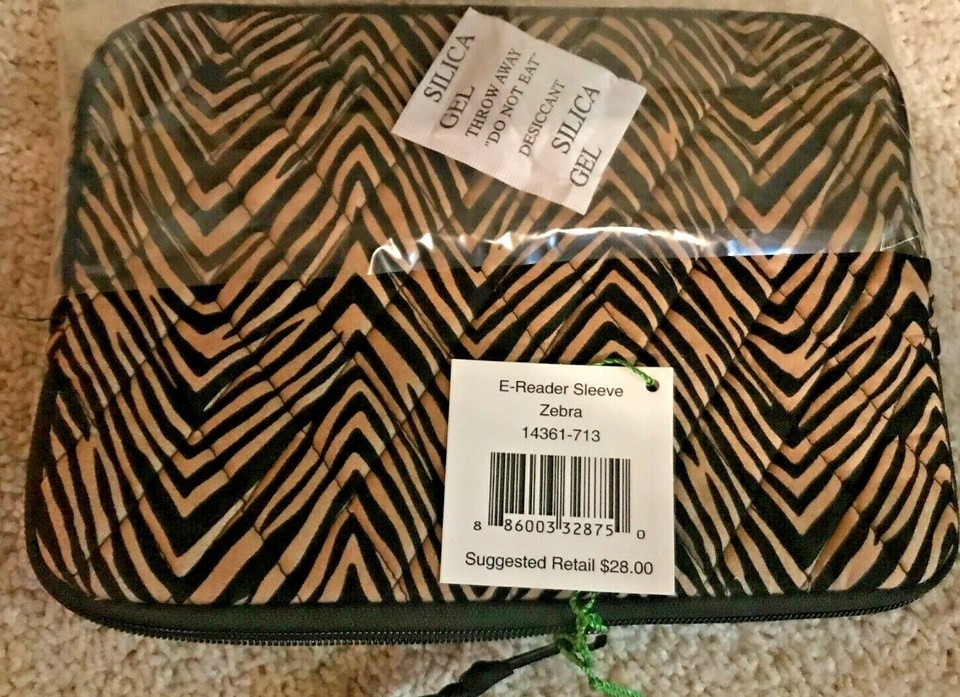 SILICA
GEL
THROW AWAY
"DO NOT EAT"
DESICCANT
SILICA
GEL
E-Reader Sleeve
Zebra
14361-713
8 86003 32875 0
Suggested Retail $28.00